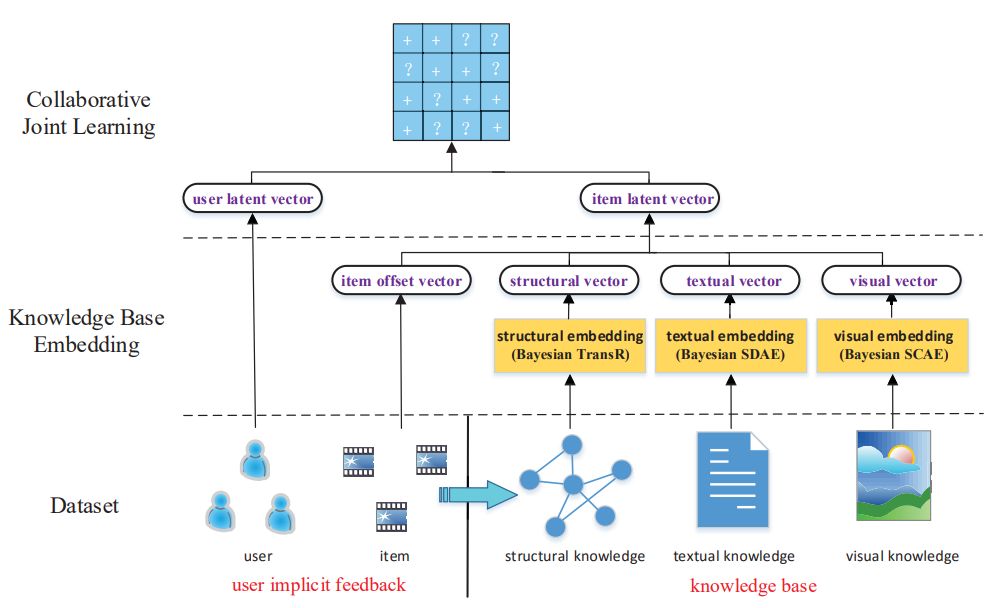 + + ? ?
? + + ?
+ ? + +
+ ? ? +
Collaborative
Joint Learning
user latent vector
item latent vector
item offset vector
structural vector
textual vector
visual vector
Knowledge Base
Embedding
structural embedding
(Bayesian TransR)
textual embedding
(Bayesian SDAE)
visual embedding
(Bayesian SCAE)
Dataset
user
item
structural knowledge
textual knowledge
visual knowledge
user implicit feedback
knowledge base